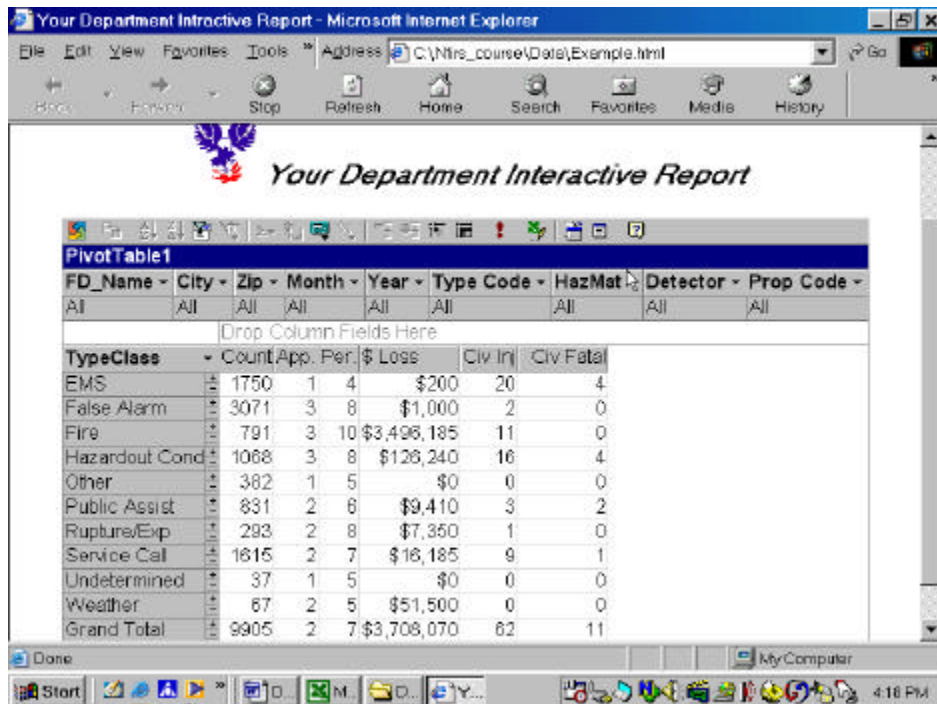 Your Department Intractive Report - Microsoft Internet Explorer
File Edit View Favorites Tools » Address C:\Nfirs_course\Data\Example.html Go
Back Forward Stop Refresh Home Search Favorites Media History
Your Department Interactive Report
PivotTable1
FD_Name City Zip Month Year Type Code HazMat Detector Prop Code
All All All All All All All All All
Drop Column Fields Here
TypeClass Count App. Per. $ Loss Civ Inj Civ Fatal
EMS 1750 1 4 $200 20 4
False Alarm 3071 3 8 $1,000 2 0
Fire 791 3 10 $3,496,185 11 0
Hazardout Cond 1068 3 8 $126,240 16 4
Other 382 1 5 $0 0 0
Public Assist 831 2 6 $9,410 3 2
Rupture/Exp 293 2 8 $7,350 1 0
Service Call 1615 2 7 $16,185 9 1
Undetermined 37 1 5 $0 0 0
Weather 67 2 5 $51,500 0 0
Grand Total 9905 2 7 $3,708,070 62 11
Done My Computer
Start » D... M... D... Y... 4:18 PM